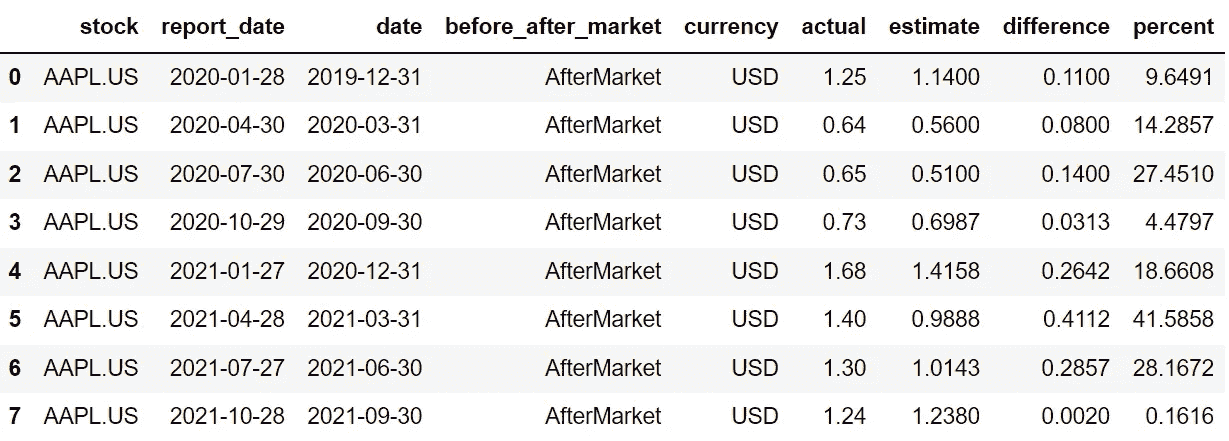 stock report_date date before_after_market currency actual estimate difference percent
0 AAPL.US 2020-01-28 2019-12-31 AfterMarket USD 1.25 1.1400 0.1100 9.6491
1 AAPL.US 2020-04-30 2020-03-31 AfterMarket USD 0.64 0.5600 0.0800 14.2857
2 AAPL.US 2020-07-30 2020-06-30 AfterMarket USD 0.65 0.5100 0.1400 27.4510
3 AAPL.US 2020-10-29 2020-09-30 AfterMarket USD 0.73 0.6987 0.0313 4.4797
4 AAPL.US 2021-01-27 2020-12-31 AfterMarket USD 1.68 1.4158 0.2642 18.6608
5 AAPL.US 2021-04-28 2021-03-31 AfterMarket USD 1.40 0.9888 0.4112 41.5858
6 AAPL.US 2021-07-27 2021-06-30 AfterMarket USD 1.30 1.0143 0.2857 28.1672
7 AAPL.US 2021-10-28 2021-09-30 AfterMarket USD 1.24 1.2380 0.0020 0.1616